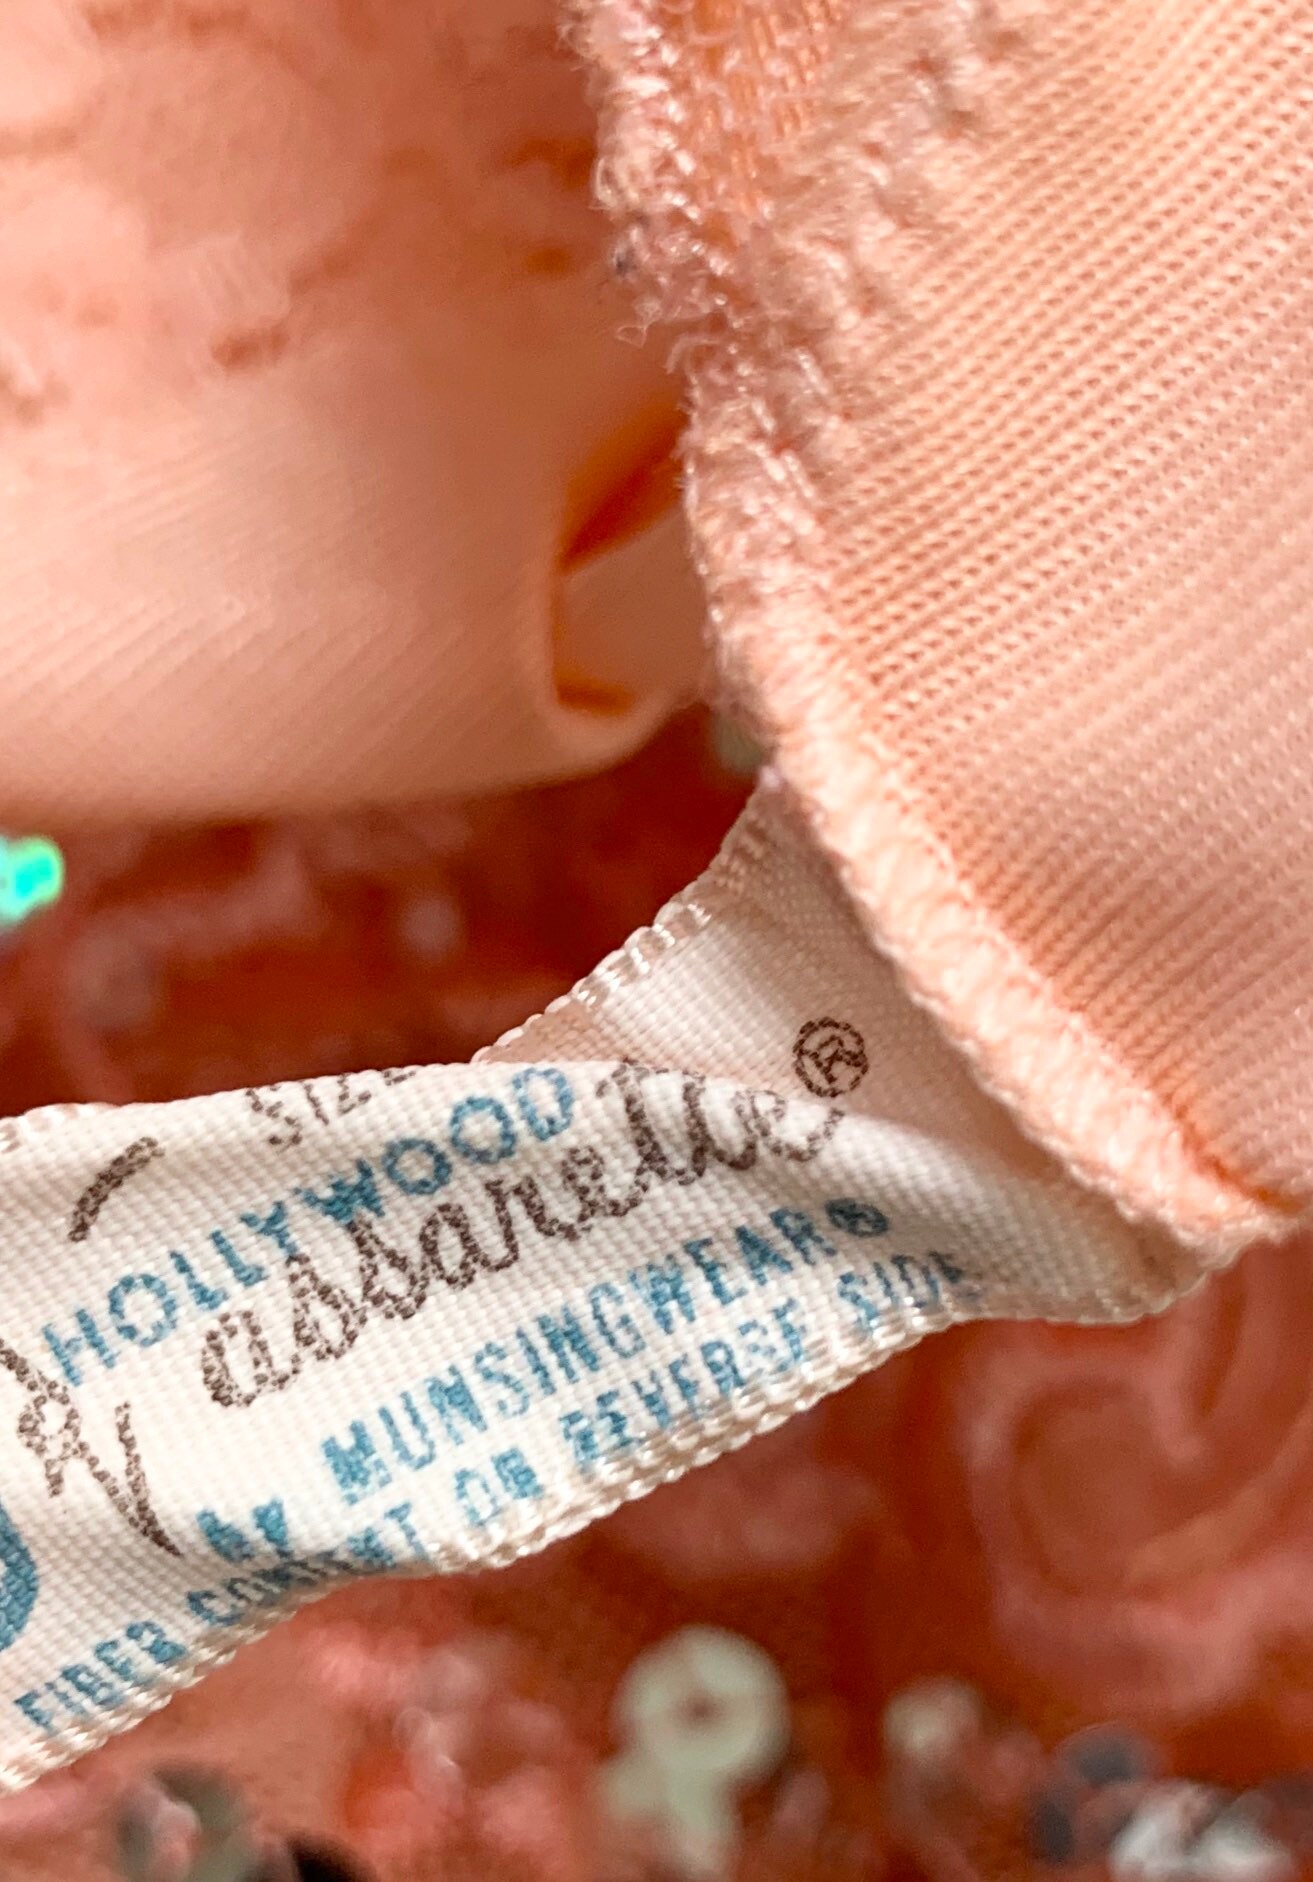 SIZE
HOLLYWOOD
Vassarette®
BY MUNSINGWEAR®
FIBER CONTENT ON REVERSE SIDE